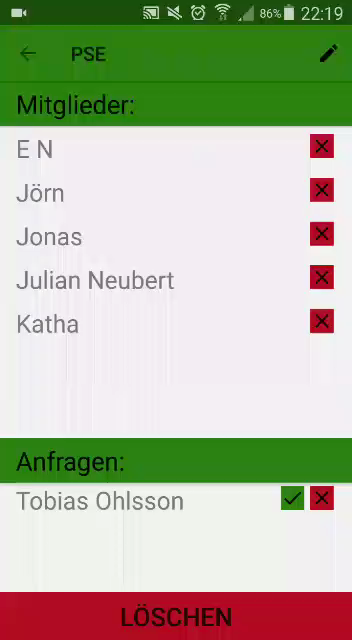 86% 22:19
PSE
Mitglieder:
E N
Jörn
Jonas
Julian Neubert
Katha
Anfragen:
Tobias Ohlsson
LÖSCHEN